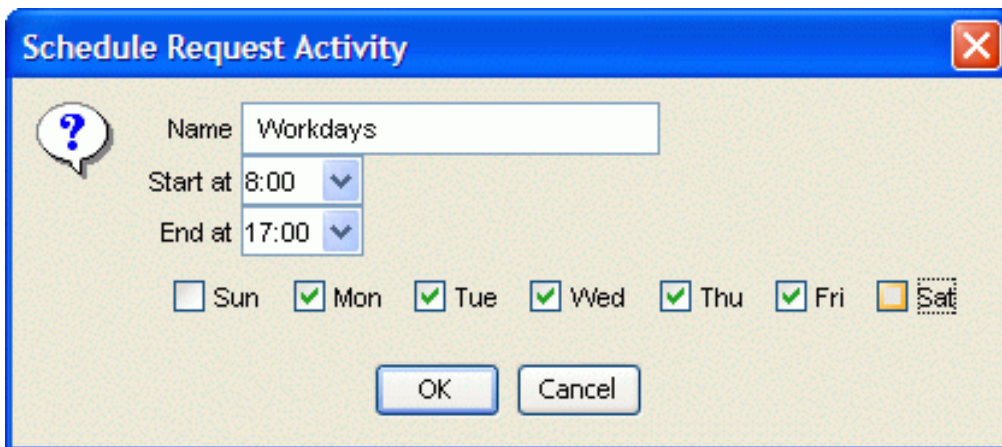 Schedule Request Activity
Name Workdays
Start at 8:00
End at 17:00
Sun Mon Tue Wed Thu Fri Sat
OK Cancel